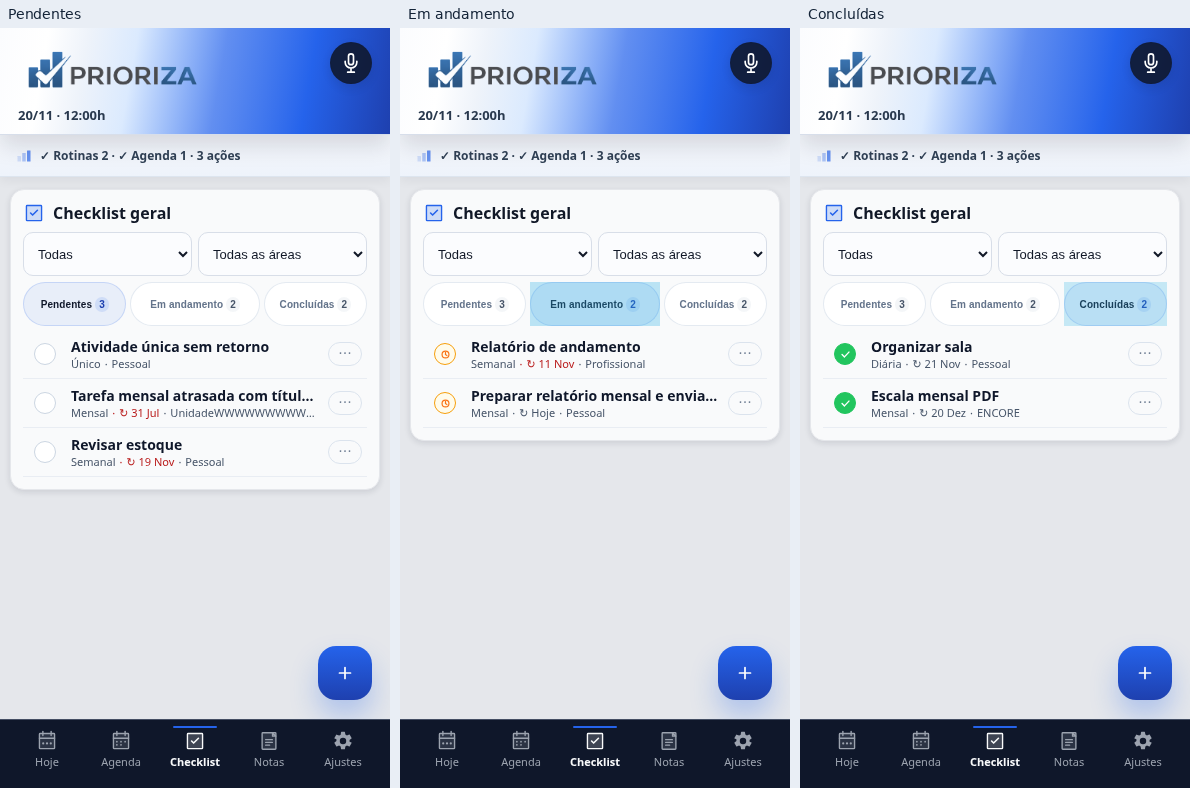 Pendentes
PRIORIZA
20/11 · 12:00h
✓ Rotinas 2 · ✓ Agenda 1 · 3 ações
Checklist geral
Todas
Todas as áreas
Pendentes 3
Em andamento 2
Concluídas 2
Atividade única sem retorno
Único · Pessoal
Tarefa mensal atrasada com títul...
Mensal · ↻ 31 Jul · UnidadeWWWWWWWWW...
Revisar estoque
Semanal · ↻ 19 Nov · Pessoal
+
Hoje
Agenda
Checklist
Notas
Ajustes
Em andamento
PRIORIZA
20/11 · 12:00h
✓ Rotinas 2 · ✓ Agenda 1 · 3 ações
Checklist geral
Todas
Todas as áreas
Pendentes 3
Em andamento 2
Concluídas 2
Relatório de andamento
Semanal · ↻ 11 Nov · Profissional
Preparar relatório mensal e envia...
Mensal · ↻ Hoje · Pessoal
+
Hoje
Agenda
Checklist
Notas
Ajustes
Concluídas
PRIORIZA
20/11 · 12:00h
✓ Rotinas 2 · ✓ Agenda 1 · 3 ações
Checklist geral
Todas
Todas as áreas
Pendentes 3
Em andamento 2
Concluídas 2
Organizar sala
Diária · ↻ 21 Nov · Pessoal
Escala mensal PDF
Mensal · ↻ 20 Dez · ENCORE
+
Hoje
Agenda
Checklist
Notas
Ajustes